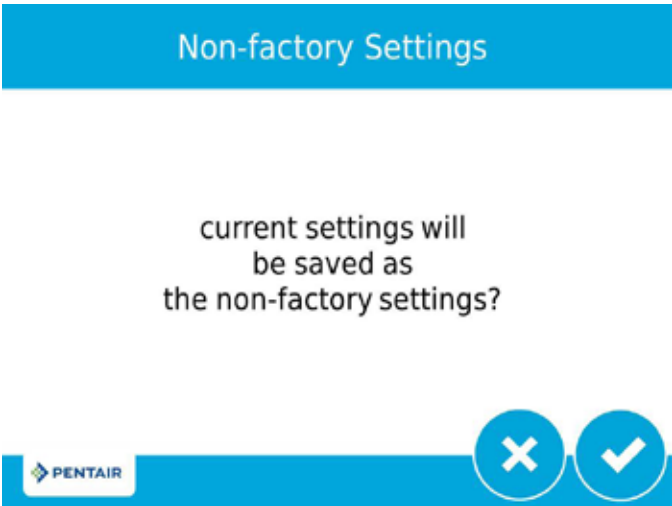 Non-factory Settings
current settings will
be saved as
the non-factory settings?
PENTAIR